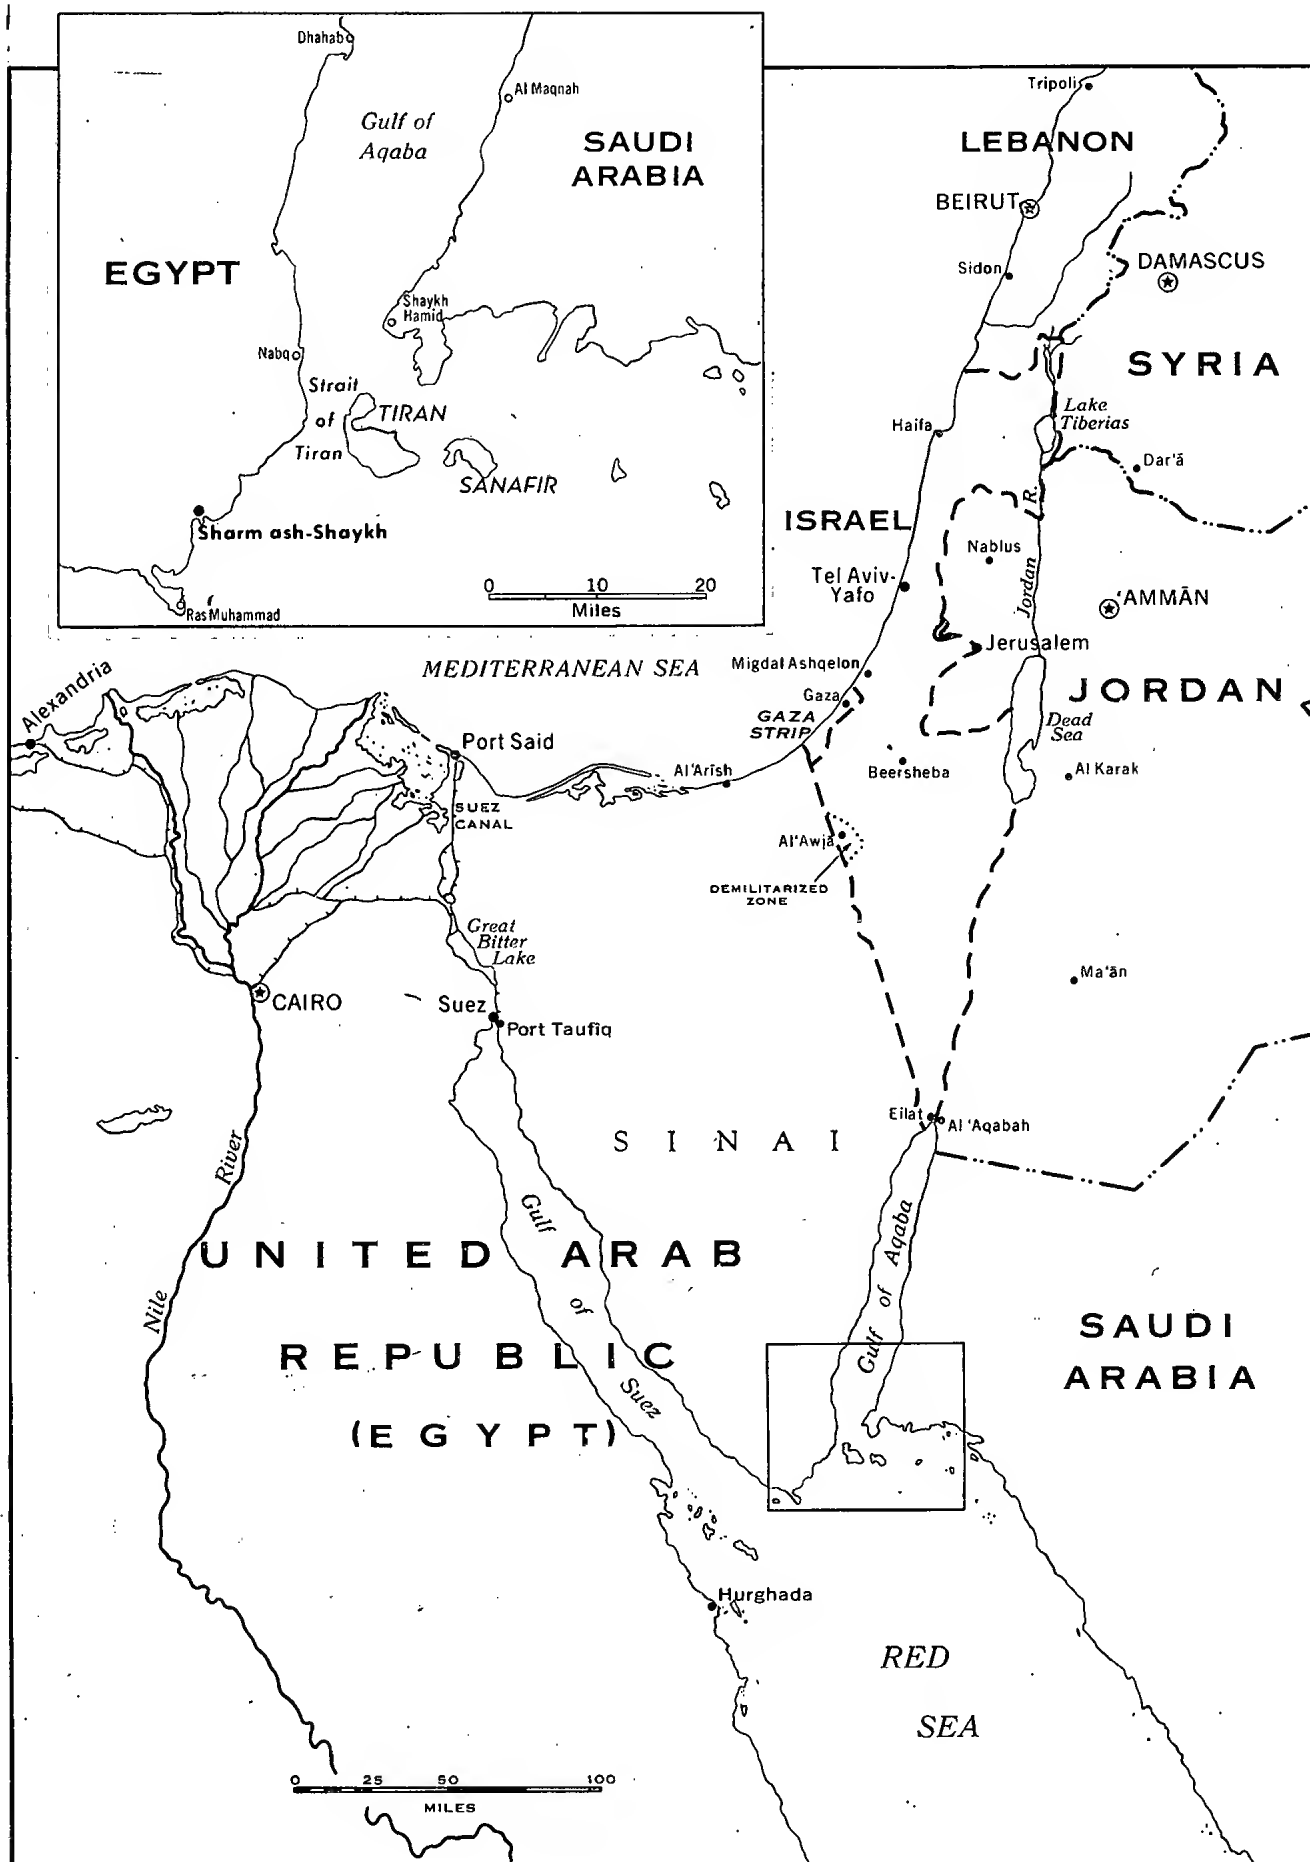 Dhahab
Al Maqnah
Gulf of
Aqaba
SAUDI
ARABIA
EGYPT
Shaykh
Hamid
Nabq
Strait
of
Tiran
TIRAN
SANAFIR
Sharm ash-Shaykh
Ras Muhammad
0 10 20
Miles
Tripoli
LEBANON
BEIRUT
Sidon
DAMASCUS
SYRIA
Lake
Tiberias
Haifa
Dar'ā
ISRAEL
Nablus
Jordan R.
Tel Aviv-
Yafo
'AMMĀN
Jerusalem
MEDITERRANEAN SEA
Migdal Ashqelon
JORDAN
Gaza
GAZA
STRIP
Dead
Sea
Alexandria
Port Said
Al 'Arīsh
Beersheba
Al Karak
SUEZ
CANAL
Al 'Awjā
DEMILITARIZED
ZONE
Great
Bitter
Lake
Ma'ān
CAIRO
Suez
Port Taufīq
Eilat
Al 'Aqabah
SINAI
Nile River
Gulf of Suez
Gulf of Aqaba
UNITED ARAB
REPUBLIC
(EGYPT)
SAUDI
ARABIA
Hurghada
RED
SEA
0 25 50 100
MILES